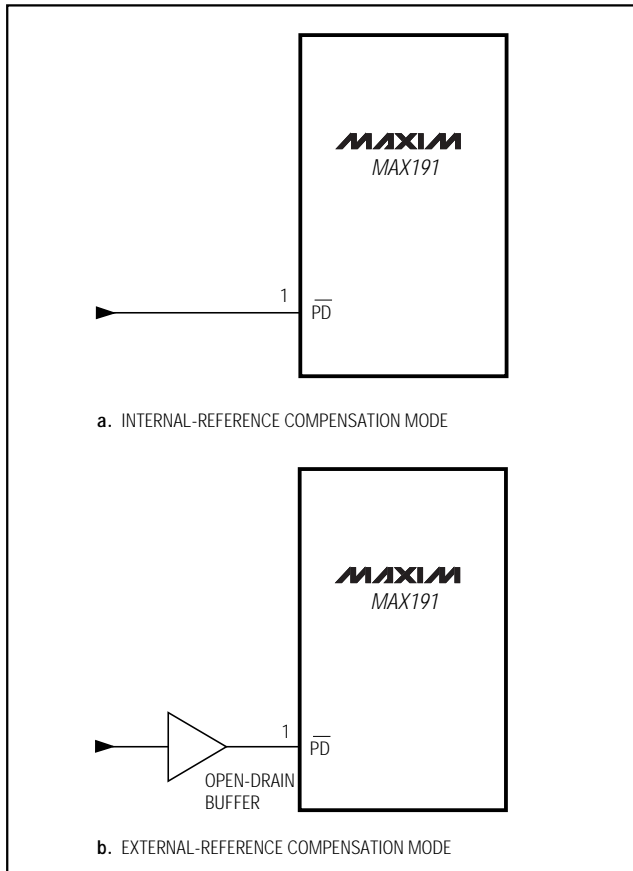 MAXIM
MAX191
1
PD
a. INTERNAL-REFERENCE COMPENSATION MODE
MAXIM
MAX191
1
PD
OPEN-DRAIN
BUFFER
b. EXTERNAL-REFERENCE COMPENSATION MODE